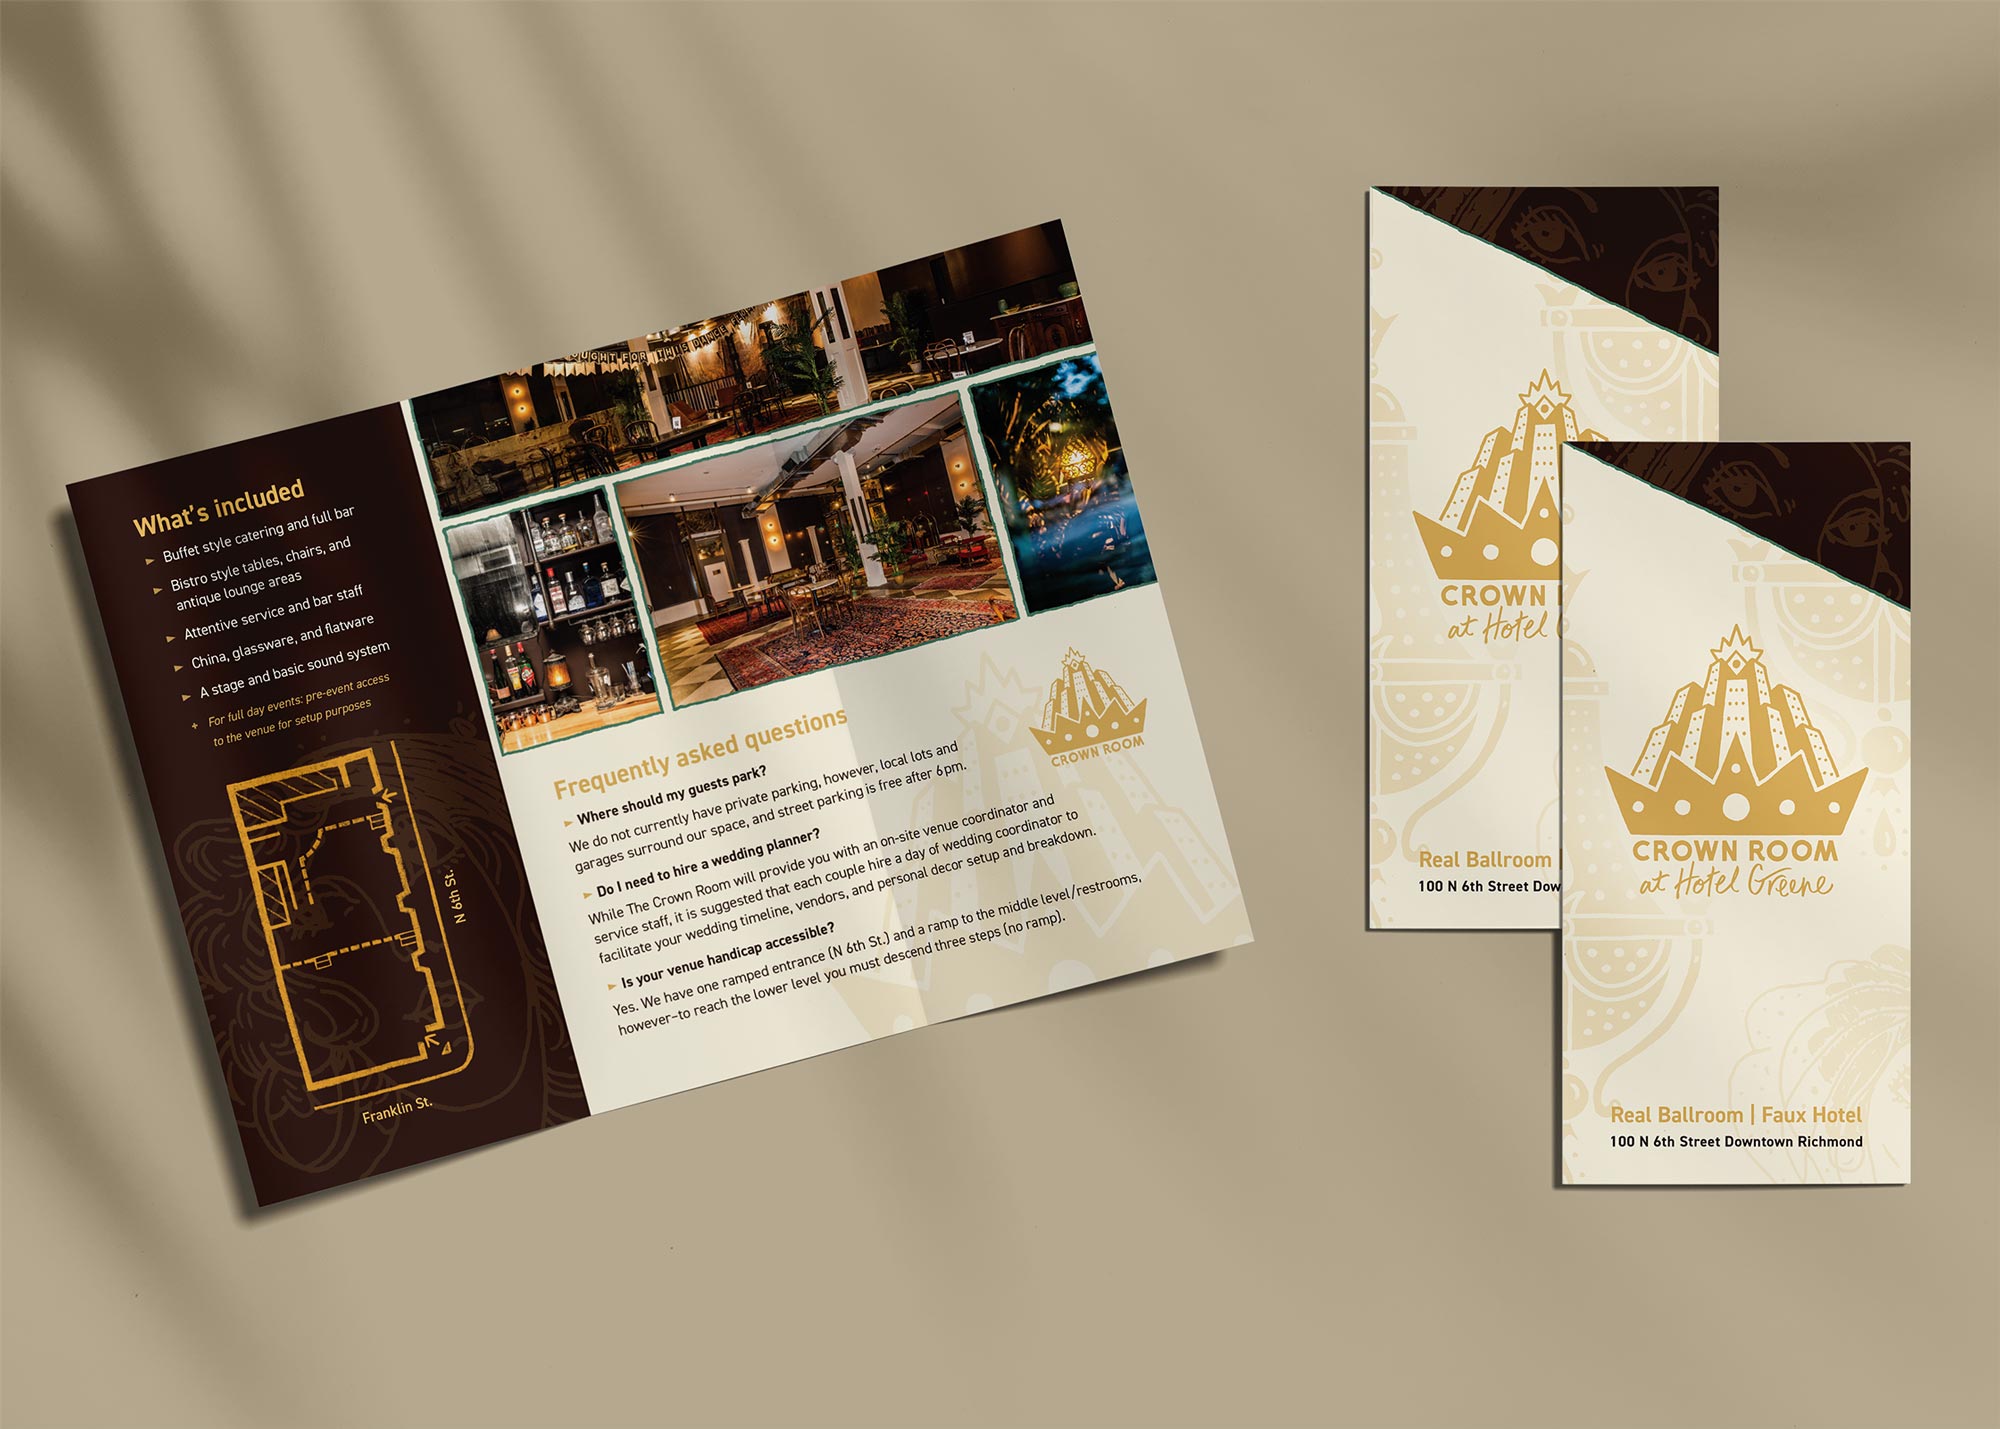 What's included
► Buffet style catering and full bar
► Bistro style tables, chairs, and
antique lounge areas
► Attentive service and bar staff
► China, glassware, and flatware
► A stage and basic sound system
+ For full day events: pre-event access
to the venue for setup purposes
N 6th St.
Franklin St.
FOR THIS DANCE
CROWN ROOM
Frequently asked questions
► Where should my guests park?
We do not currently have private parking, however, local lots and
garages surround our space, and street parking is free after 6pm.
► Do I need to hire a wedding planner?
While The Crown Room will provide you with an on-site venue coordinator and
service staff, it is suggested that each couple hire a day of wedding coordinator to
facilitate your wedding timeline, vendors, and personal decor setup and breakdown.
► Is your venue handicap accessible?
Yes. We have one ramped entrance (N 6th St.) and a ramp to the middle level/restrooms,
however–to reach the lower level you must descend three steps (no ramp).
CROWN
at Hotel
Real Ballroom |
100 N 6th Street Dow
CROWN ROOM
at Hotel Greene
Real Ballroom | Faux Hotel
100 N 6th Street Downtown Richmond